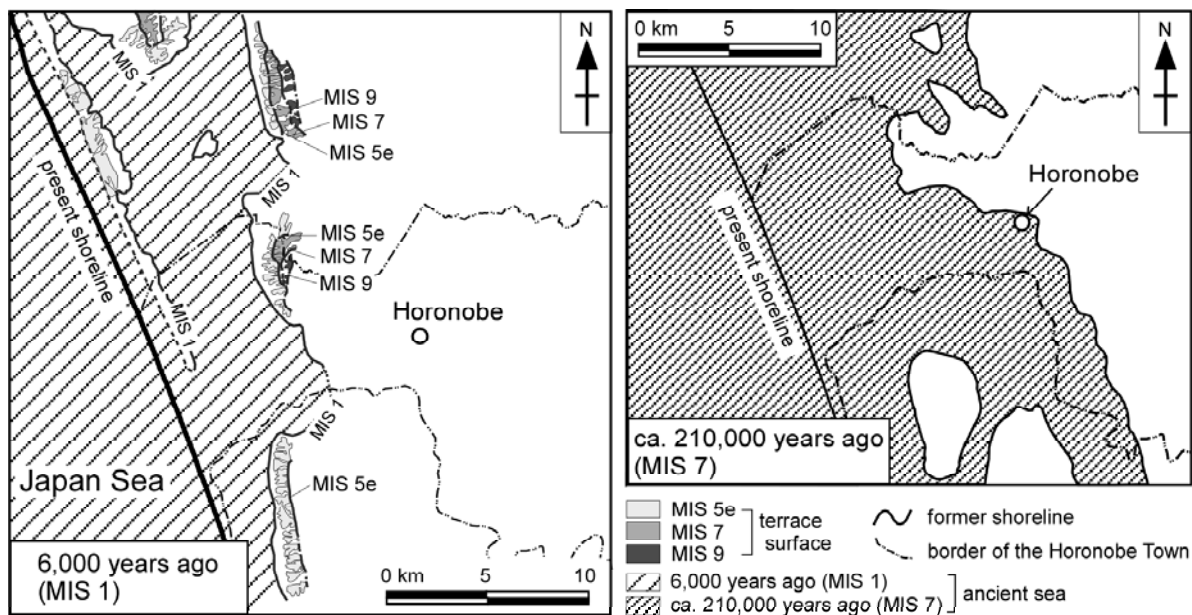 N
MIS 1
MIS 9
MIS 7
MIS 5e
MIS 1
MIS 5e
MIS 7
MIS 9
present shoreline
MIS 1
Horonobe
MIS 1
MIS 5e
Japan Sea
6,000 years ago
(MIS 1)
0 km 5 10
0 km 5 10
N
Horonobe
present shoreline
ca. 210,000 years ago
(MIS 7)
MIS 5e
MIS 7
MIS 9
terrace
surface
former shoreline
border of the Horonobe Town
6,000 years ago (MIS 1)
ca. 210,000 years ago (MIS 7)
ancient sea